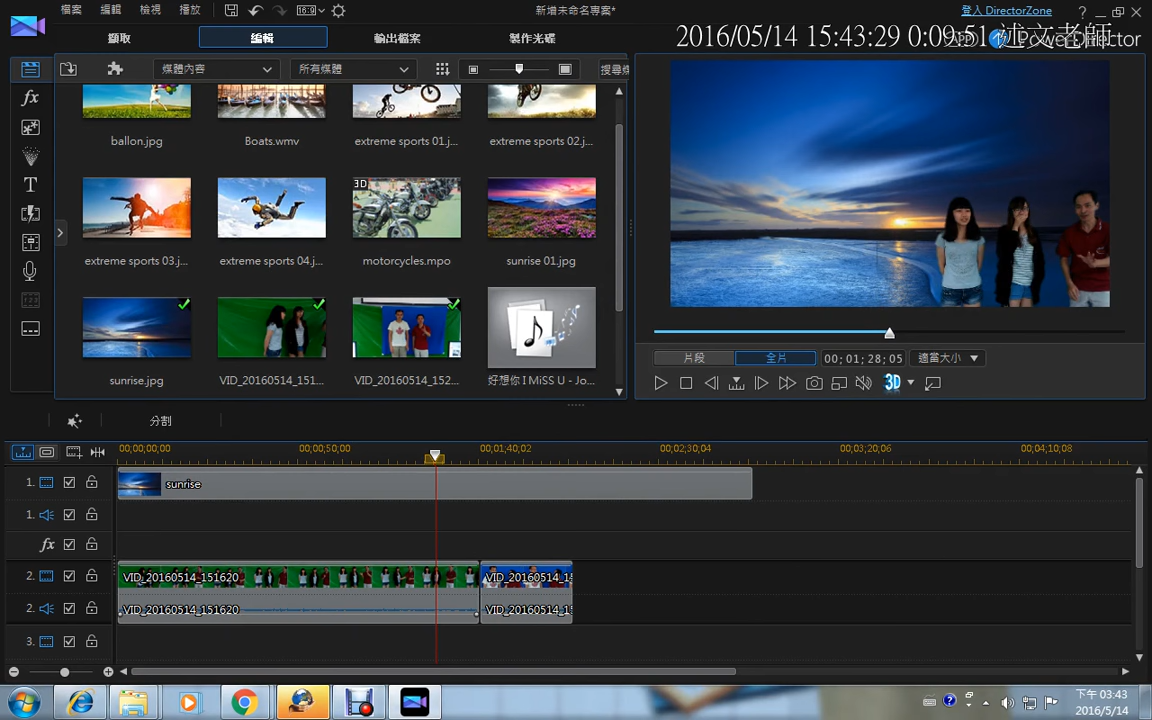 檔案 編輯 檢視 播放 16:9 新增未命名專案* 登入 DirectorZone ?
2016/05/14 15:43:29 0:09:51 述文老師
PowerDirector
擷取 編輯 輸出檔案 製作光碟
媒體內容 所有媒體 搜尋媒
ballon.jpg Boats.wmv extreme sports 01.j... extreme sports 02.j...
3D
extreme sports 03.j... extreme sports 04.j... motorcycles.mpo sunrise 01.jpg
sunrise.jpg VID_20160514_151... VID_20160514_152... 好想你 I MiSS U - Jo...
片段 全片 00; 01; 28; 05 適當大小
3D
分割
00;00;00;00 00;00;50;00 00;01;40;02 00;02;30;04 00;03;20;06 00;04;10;08
1. sunrise
1.
fx
2. VID_20160514_151620 VID_20160514_15
2. VID_20160514_151620 VID_20160514_15
3.
下午 03:43
2016/5/14